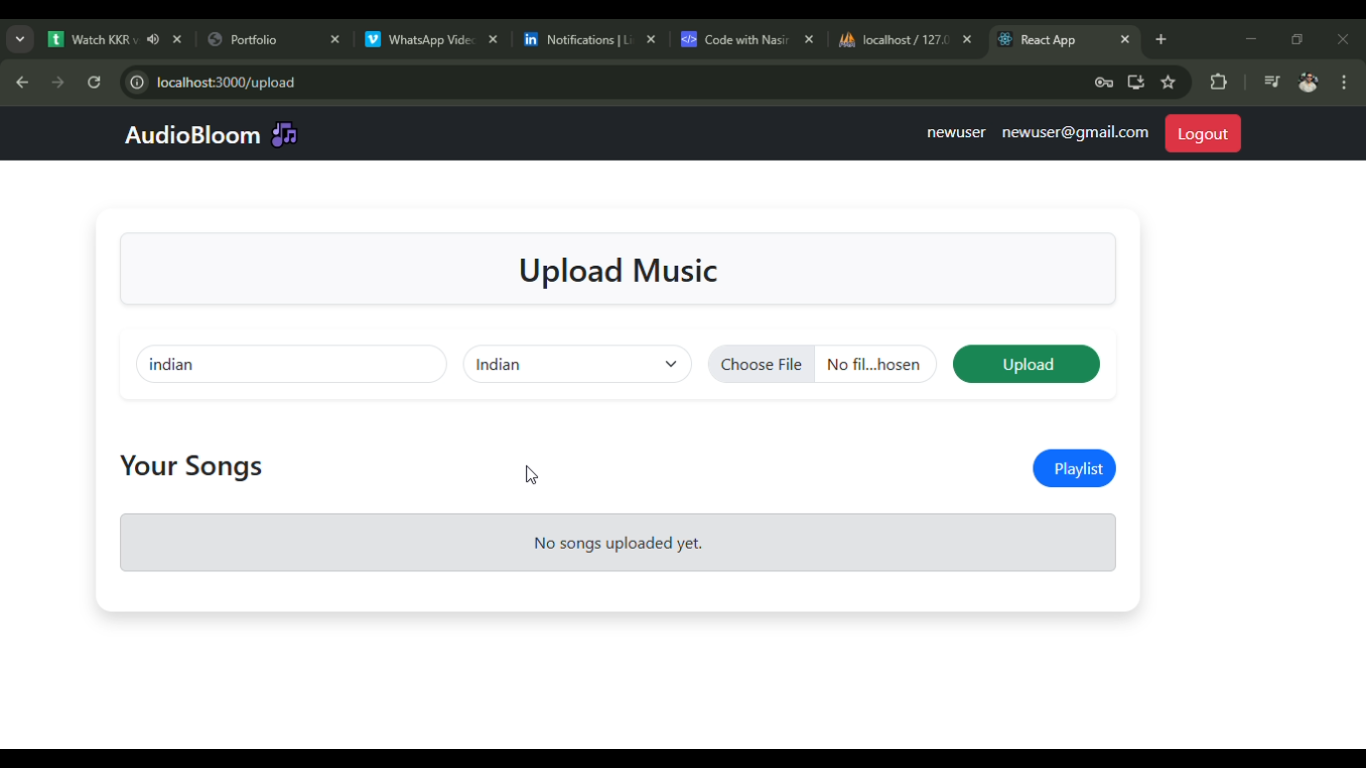 Watch KKR v
Portfolio
WhatsApp Vide
Notifications | Li
Code with Nasir
localhost / 127.0
React App
localhost:3000/upload
AudioBloom
newuser newuser@gmail.com Logout
Upload Music
indian
Indian
Choose File No fil...hosen
Upload
Your Songs
Playlist
No songs uploaded yet.